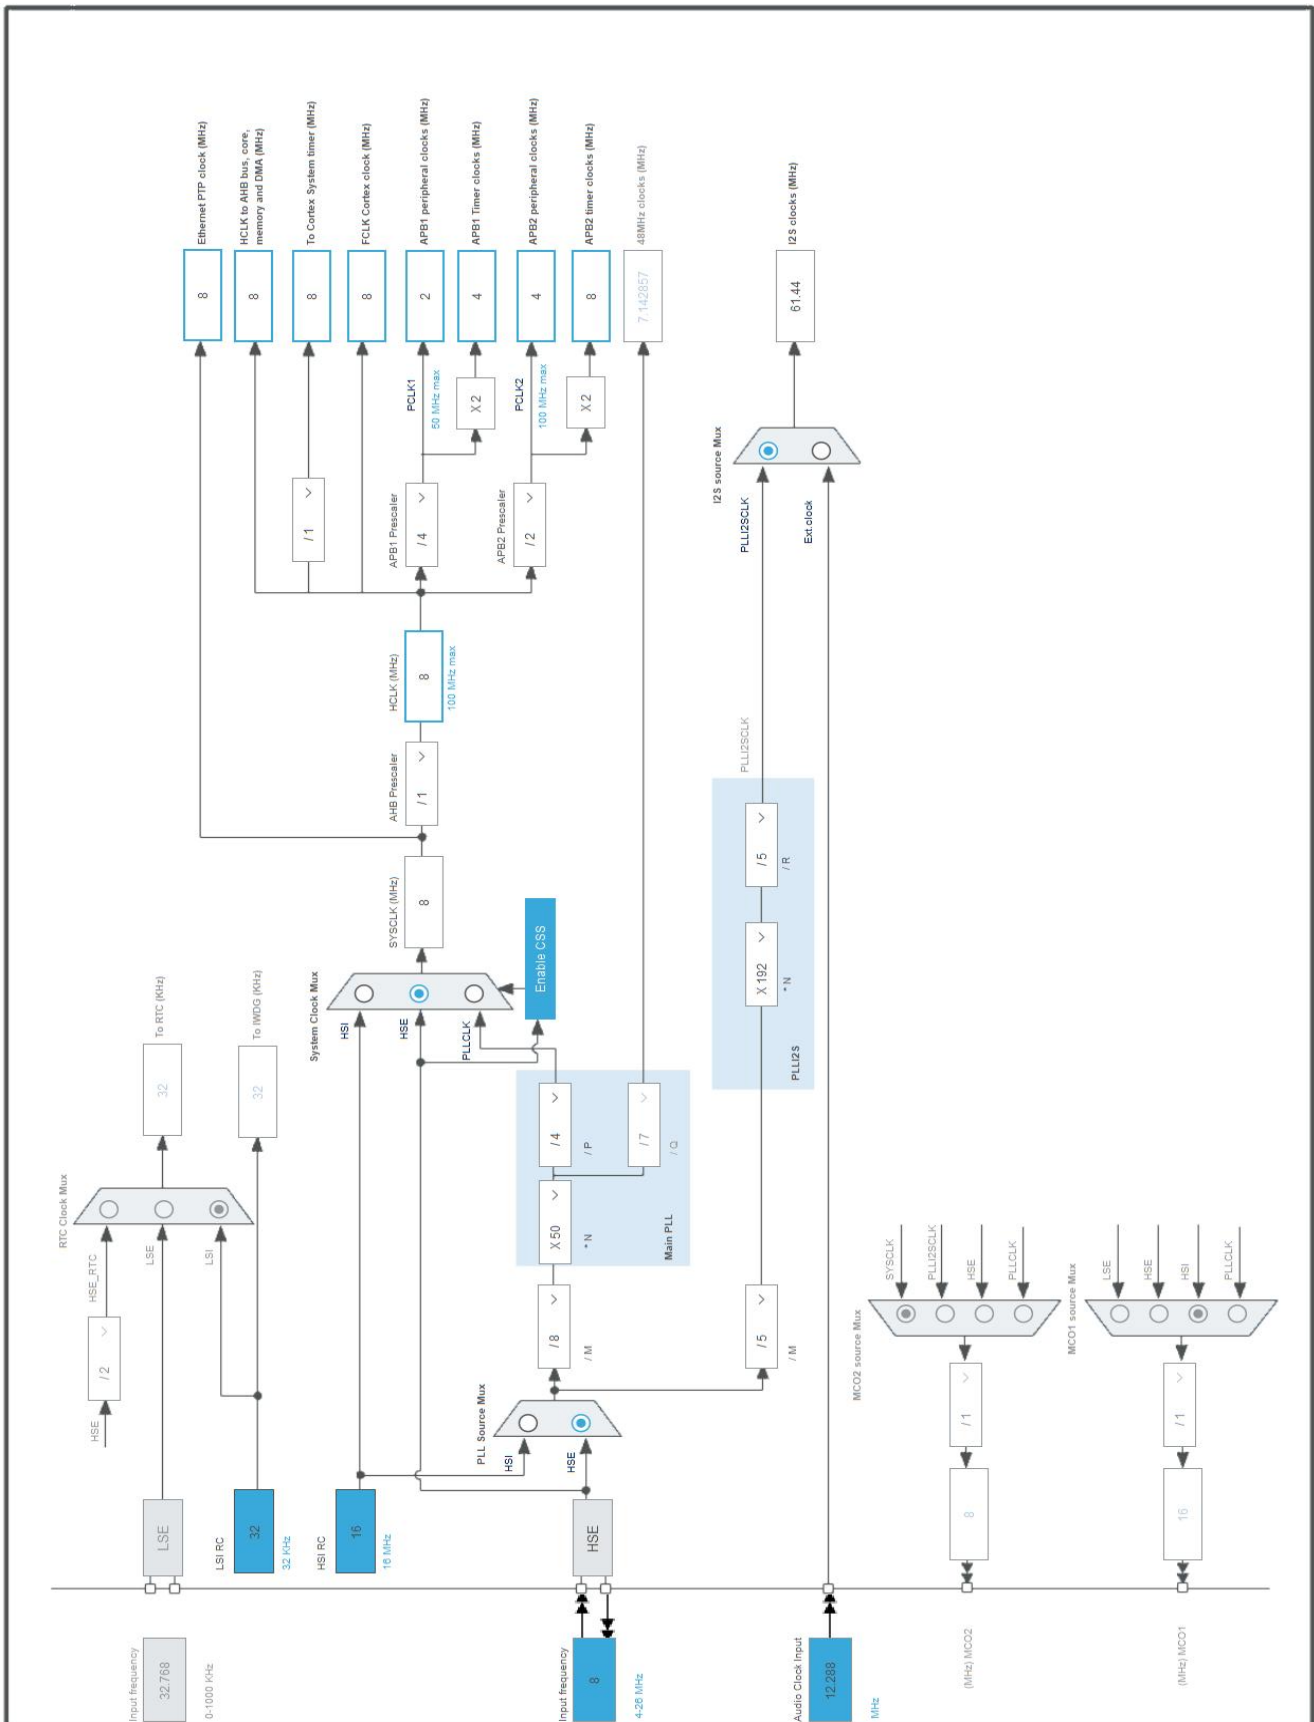 Input frequency
32.768
0-1000 KHz
LSE
HSE
/ 2
HSE_RTC
LSE
LSI
RTC Clock Mux
32
To RTC (KHz)
LSI RC
32
32 KHz
32
To IWDG (KHz)
HSI RC
16
16 MHz
Input frequency
8
4-26 MHz
HSE
PLL Source Mux
HSI
HSE
/ 8
/ M
X 50
* N
/ 4
/ P
/ 7
/ Q
Main PLL
System Clock Mux
HSI
HSE
PLLCLK
Enable CSS
SYSCLK (MHz)
8
AHB Prescaler
/ 1
HCLK (MHz)
8
100 MHz max
/ 1
APB1 Prescaler
/ 4
PCLK1
50 MHz max
X 2
APB2 Prescaler
/ 2
PCLK2
100 MHz max
X 2
8
Ethernet PTP clock (MHz)
8
HCLK to AHB bus, core,
memory and DMA (MHz)
8
To Cortex System timer (MHz)
8
FCLK Cortex clock (MHz)
2
APB1 peripheral clocks (MHz)
4
APB1 Timer clocks (MHz)
4
APB2 peripheral clocks (MHz)
8
APB2 timer clocks (MHz)
7.142857
48MHz clocks (MHz)
/ 5
/ M
X 192
* N
/ 5
/ R
PLLI2S
PLLI2SCLK
PLLI2SCLK
Ext.clock
I2S source Mux
61.44
I2S clocks (MHz)
Audio Clock Input
12.288
MHz
MCO2 source Mux
SYSCLK
PLLI2SCLK
HSE
PLLCLK
/ 1
8
(MHz) MCO2
MCO1 source Mux
LSE
HSE
HSI
PLLCLK
/ 1
16
(MHz) MCO1